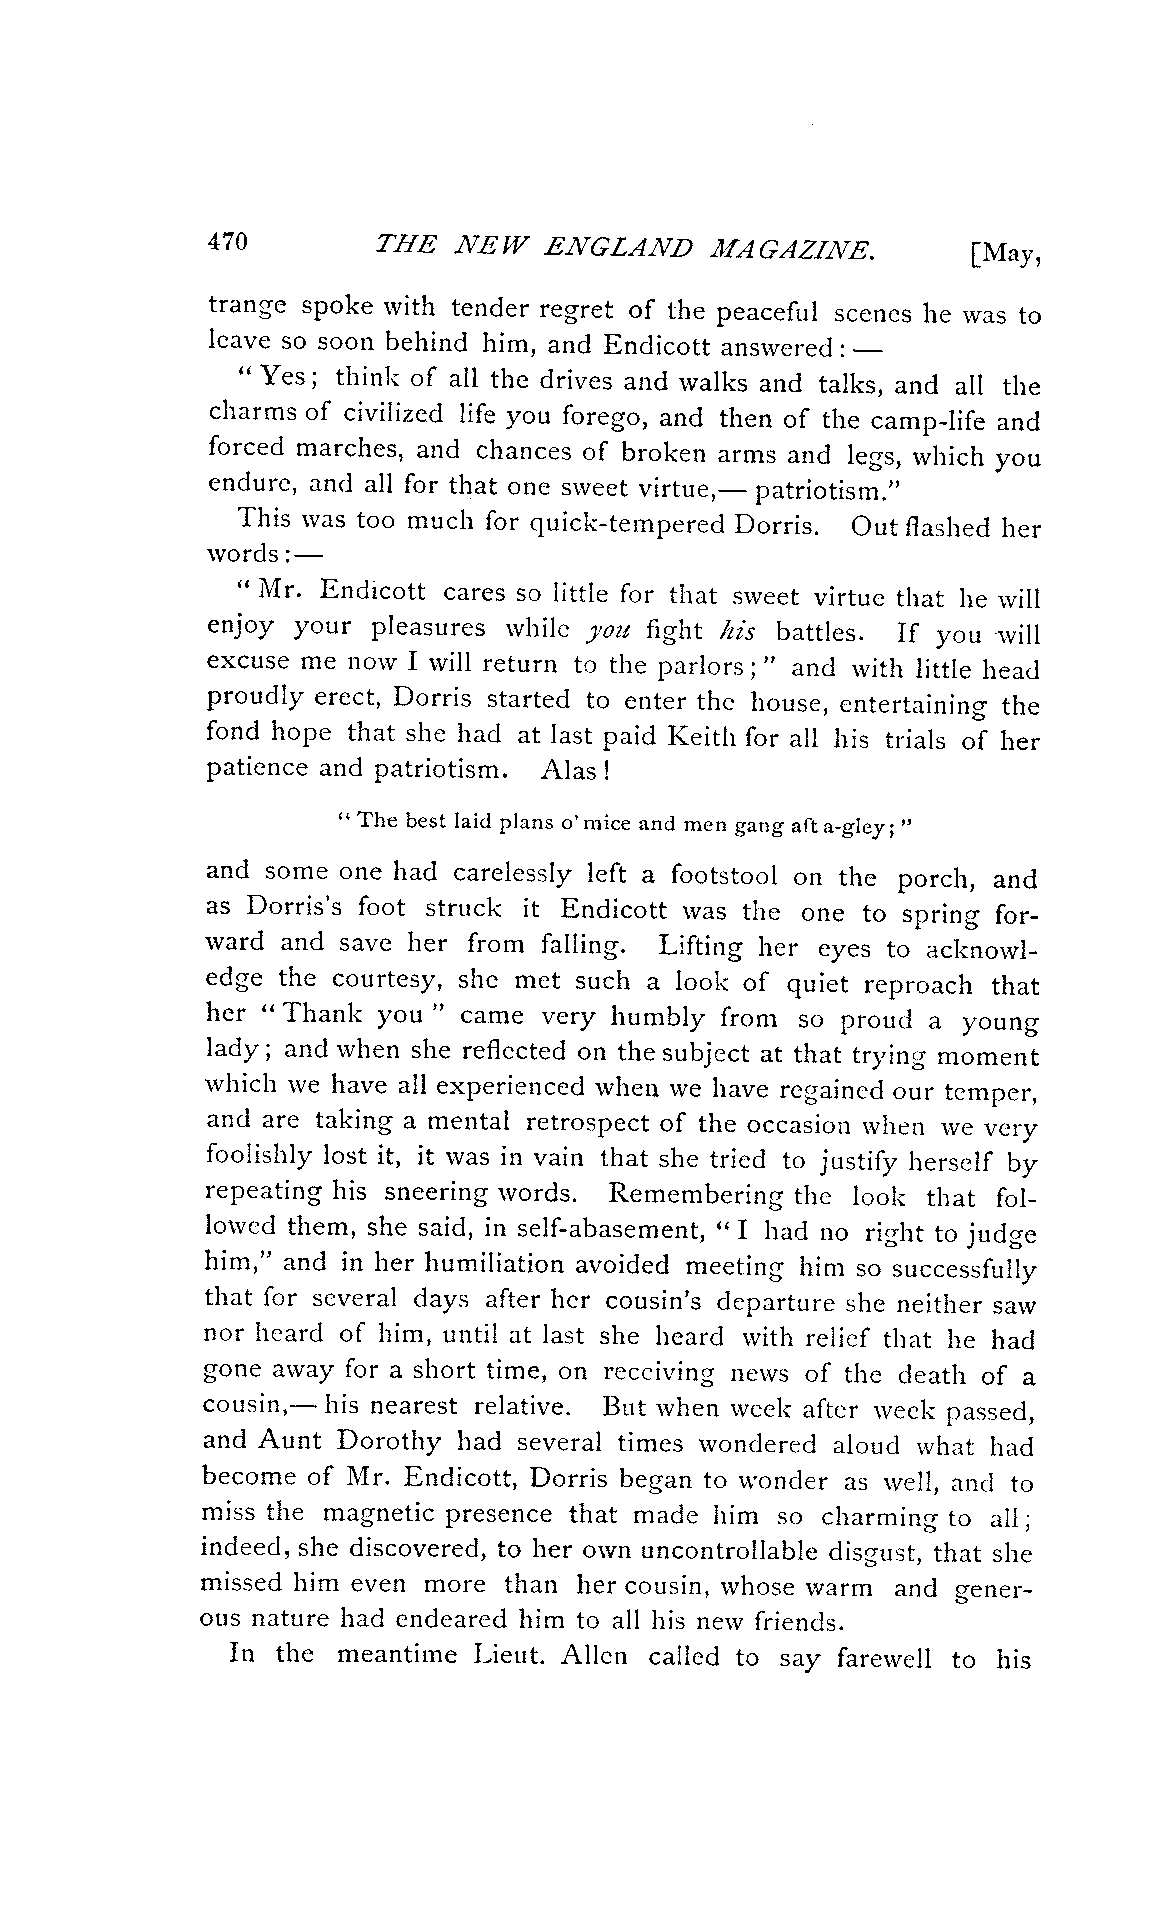 470 THE NEW ENGLAND MAGAZINE. [May,
trange spoke with tender regret of the peaceful scenes he was to
leave so soon behind him, and Endicott answered: —
“ Yes; think of all the drives and walks and talks, and all the
charms of civilized life you forego, and then of the camp-life and
forced marches, and chances of broken arms and legs, which you
endure, and all for that one sweet virtue,— patriotism.”
This was too much for quick-tempered Dorris. Out flashed her
words:—
“ Mr. Endicott cares so little for that sweet virtue that he will
enjoy your pleasures while you fight his battles. If you will
excuse me now I will return to the parlors;” and with little head
proudly erect, Dorris started to enter the house, entertaining the
fond hope that she had at last paid Keith for all his trials of her
patience and patriotism. Alas!
“ The best laid plans o’ mice and men gang aft a-gley; ”
and some one had carelessly left a footstool on the porch, and
as Dorris’s foot struck it Endicott was the one to spring for-
ward and save her from falling. Lifting her eyes to acknowl-
edge the courtesy, she met such a look of quiet reproach that
her “ Thank you ” came very humbly from so proud a young
lady; and when she reflected on the subject at that trying moment
which we have all experienced when we have regained our temper,
and are taking a mental retrospect of the occasion when we very
foolishly lost it, it was in vain that she tried to justify herself by
repeating his sneering words. Remembering the look that fol-
lowed them, she said, in self-abasement, “ I had no right to judge
him,” and in her humiliation avoided meeting him so successfully
that for several days after her cousin’s departure she neither saw
nor heard of him, until at last she heard with relief that he had
gone away for a short time, on receiving news of the death of a
cousin,— his nearest relative. But when week after week passed,
and Aunt Dorothy had several times wondered aloud what had
become of Mr. Endicott, Dorris began to wonder as well, and to
miss the magnetic presence that made him so charming to all;
indeed, she discovered, to her own uncontrollable disgust, that she
missed him even more than her cousin, whose warm and gener-
ous nature had endeared him to all his new friends.
In the meantime Lieut. Allen called to say farewell to his